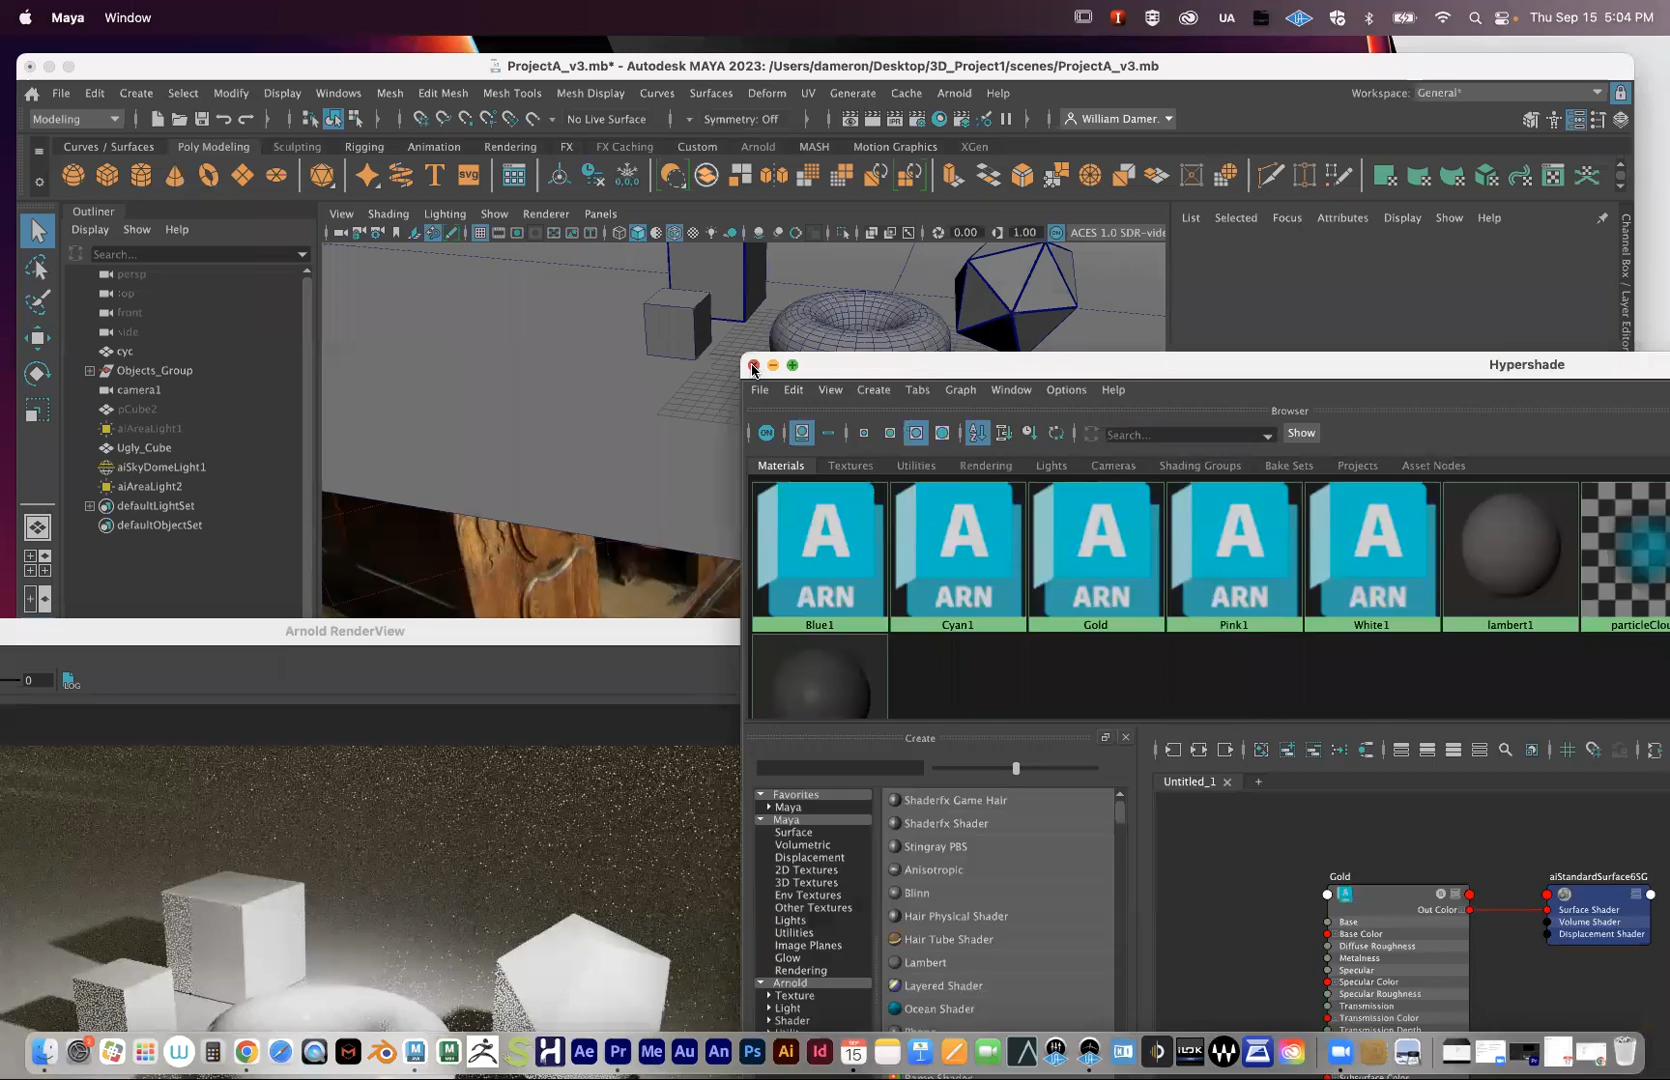 Maya Window UA Thu Sep 15 5:04 PM
ProjectA_v3.mb* - Autodesk MAYA 2023: /Users/dameron/Desktop/3D_Project1/scenes/ProjectA_v3.mb
File Edit Create Select Modify Display Windows Mesh Edit Mesh Mesh Tools Mesh Display Curves Surfaces Deform UV Generate Cache Arnold Help Workspace: General*
Modeling No Live Surface Symmetry: Off William Damer.
Curves / Surfaces Poly Modeling Sculpting Rigging Animation Rendering FX FX Caching Custom Arnold MASH Motion Graphics XGen
T svg 0,0,0
Outliner
Display Show Help
Search...
persp
top
front
side
cyc
Objects_Group
camera1
pCube2
aiAreaLight1
Ugly_Cube
aiSkyDomeLight1
aiAreaLight2
defaultLightSet
defaultObjectSet
View Shading Lighting Show Renderer Panels
0.00 1.00 ACES 1.0 SDR-vide
List Selected Focus Attributes Display Show Help
Channel Box / Layer Editor
Hypershade
File Edit View Create Tabs Graph Window Options Help
Browser
ON Search... Show
Materials Textures Utilities Rendering Lights Cameras Shading Groups Bake Sets Projects Asset Nodes
A A A A A
ARN ARN ARN ARN ARN
Blue1 Cyan1 Gold Pink1 White1 lambert1 particleClou
Arnold RenderView
0 LOG
Create
Favorites
Maya
Maya
Surface
Volumetric
Displacement
2D Textures
3D Textures
Env Textures
Other Textures
Lights
Utilities
Image Planes
Glow
Rendering
Arnold
Texture
Light
Shader
Shaderfx Game Hair
Shaderfx Shader
Stingray PBS
Anisotropic
Blinn
Hair Physical Shader
Hair Tube Shader
Lambert
Layered Shader
Ocean Shader
Untitled_1 +
Gold
Out Color
Base
Base Color
Diffuse Roughness
Metalness
Specular
Specular Color
Specular Roughness
Transmission
Transmission Color
Transmission Depth
aiStandardSurface6SG
Surface Shader
Volume Shader
Displacement Shader
Ae Pr Me Au An Ps Ai Id 15